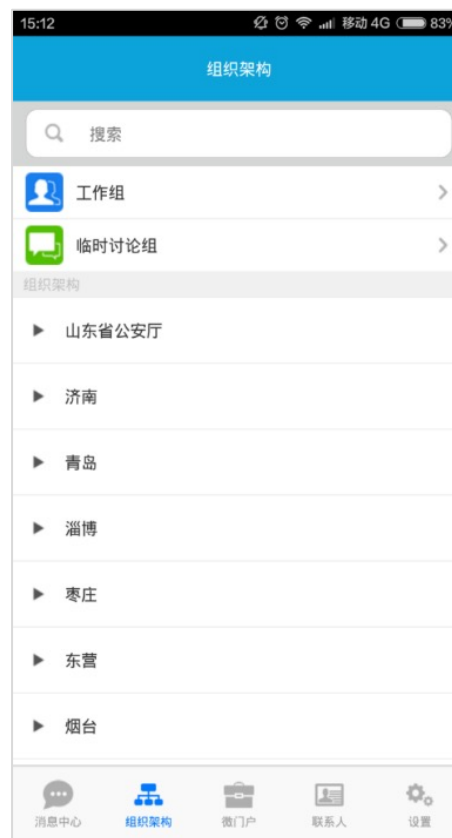 15:12 移动 4G 83%
组织架构
搜索
工作组
临时讨论组
组织架构
山东省公安厅
济南
青岛
淄博
枣庄
东营
烟台
消息中心 组织架构 微门户 联系人 设置